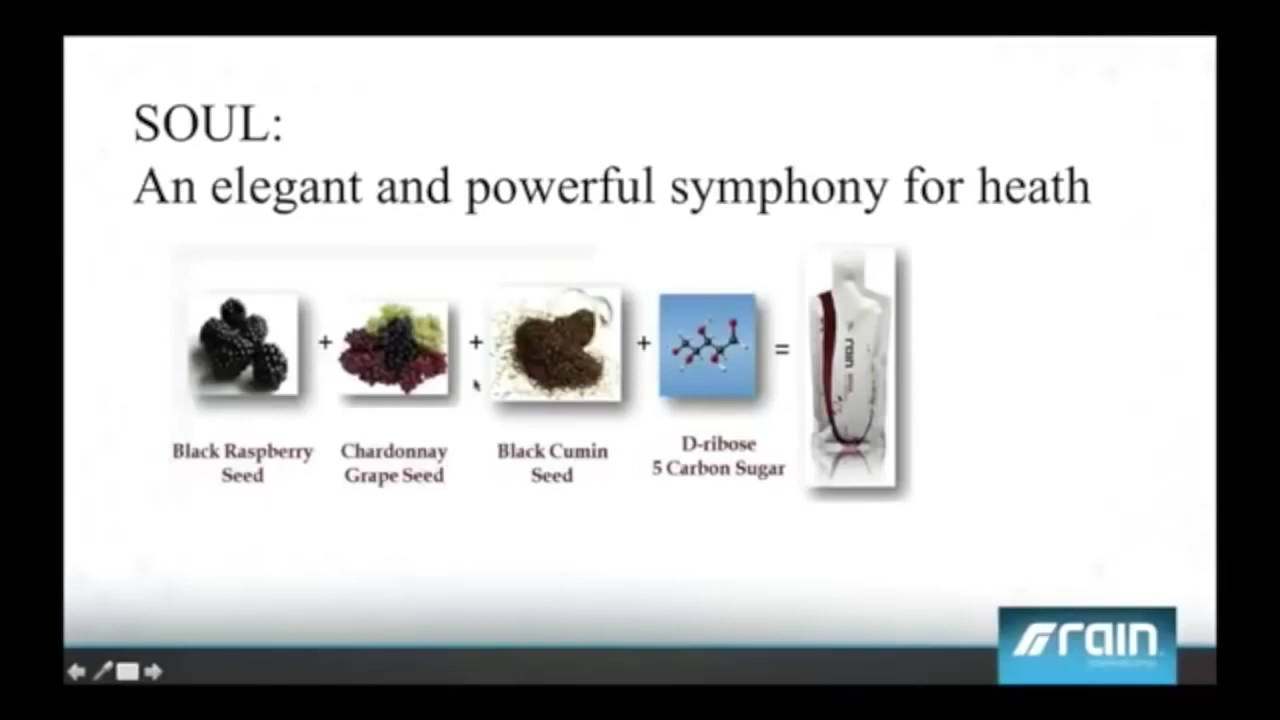 SOUL:
An elegant and powerful symphony for heath
+ + + =
Black Raspberry
Seed
Chardonnay
Grape Seed
Black Cumin
Seed
D-ribose
5 Carbon Sugar
rain
rain